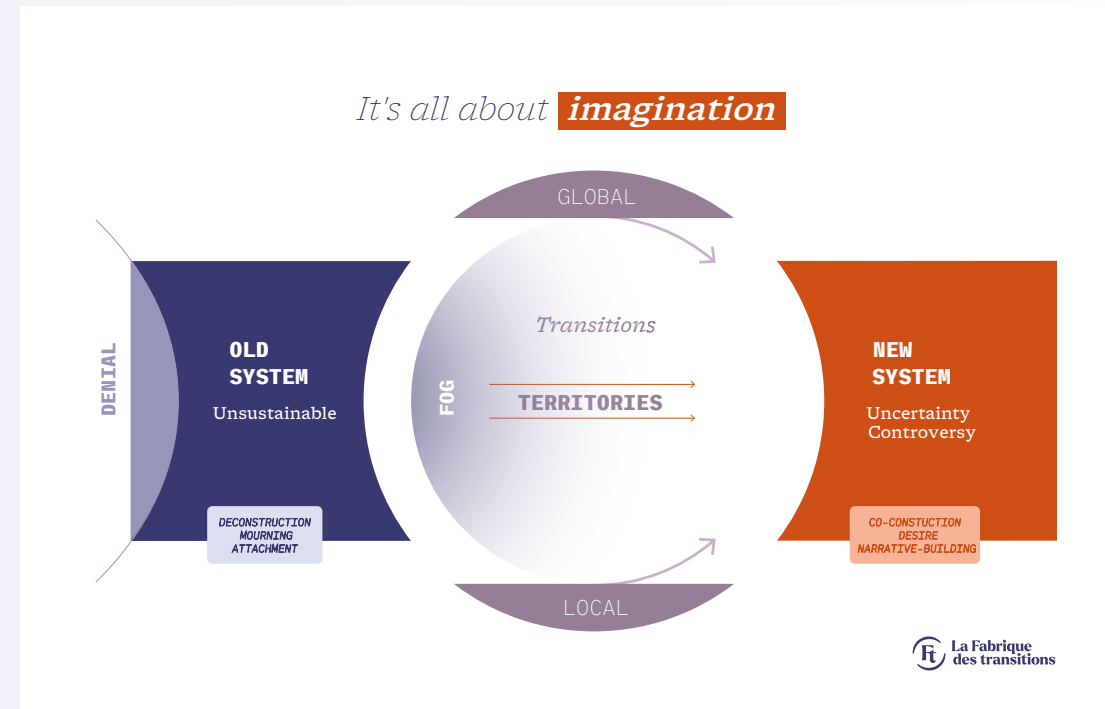 It's all about imagination
GLOBAL
DENIAL
OLD
SYSTEM
Unsustainable
DECONSTRUCTION
MOURNING
ATTACHMENT
FOG
Transitions
TERRITORIES
NEW
SYSTEM
Uncertainty
Controversy
CO-CONSTUCTION
DESIRE
NARRATIVE-BUILDING
LOCAL
Ft
La Fabrique
des transitions